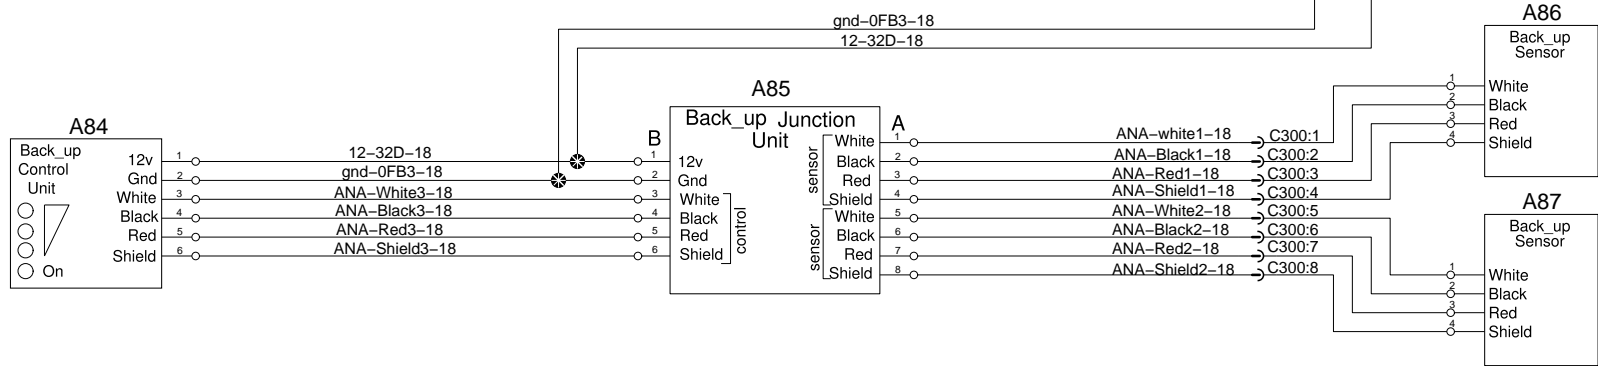 gnd-0FB3-18
12-32D-18
A84
Back_up
Control
Unit
On
12v
Gnd
White
Black
Red
Shield
1
2
3
4
5
6
12-32D-18
gnd-0FB3-18
ANA-White3-18
ANA-Black3-18
ANA-Red3-18
ANA-Shield3-18
A85
B
1
2
3
4
5
6
Back_up Junction
Unit
12v
Gnd
White
Black
Red
Shield
control
sensor
White
Black
Red
Shield
sensor
White
Black
Red
Shield
A
1
2
3
4
5
6
7
8
ANA-white1-18 C300:1
ANA-Black1-18 C300:2
ANA-Red1-18 C300:3
ANA-Shield1-18 C300:4
ANA-White2-18 C300:5
ANA-Black2-18 C300:6
ANA-Red2-18 C300:7
ANA-Shield2-18 C300:8
A86
Back_up
Sensor
1 White
2 Black
3 Red
4 Shield
A87
Back_up
Sensor
1 White
2 Black
3 Red
4 Shield